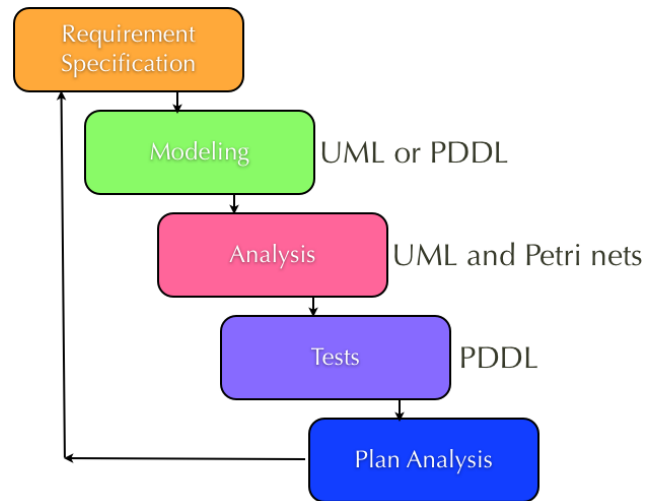 Requirement
Specification
Modeling
UML or PDDL
Analysis
UML and Petri nets
Tests
PDDL
Plan Analysis